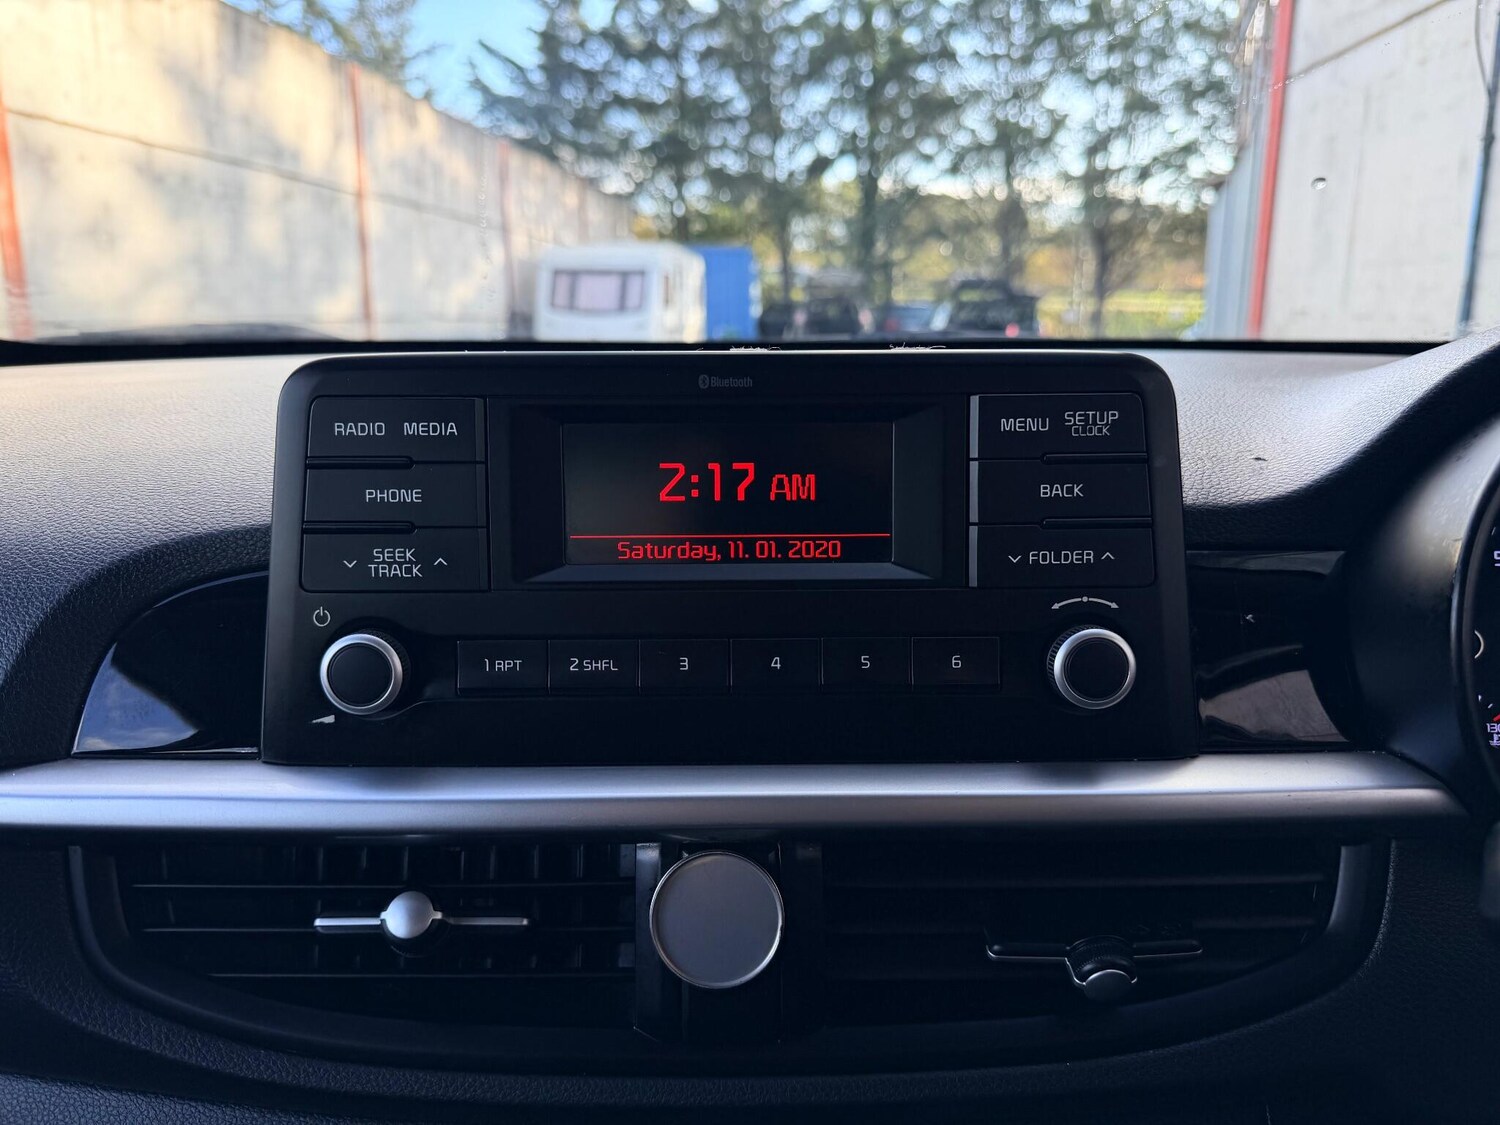 Bluetooth
RADIO MEDIA
MENU SETUP
CLOCK
2:17 AM
PHONE
BACK
Saturday, 11. 01. 2020
SEEK
TRACK
FOLDER
1 RPT 2 SHFL 3 4 5 6